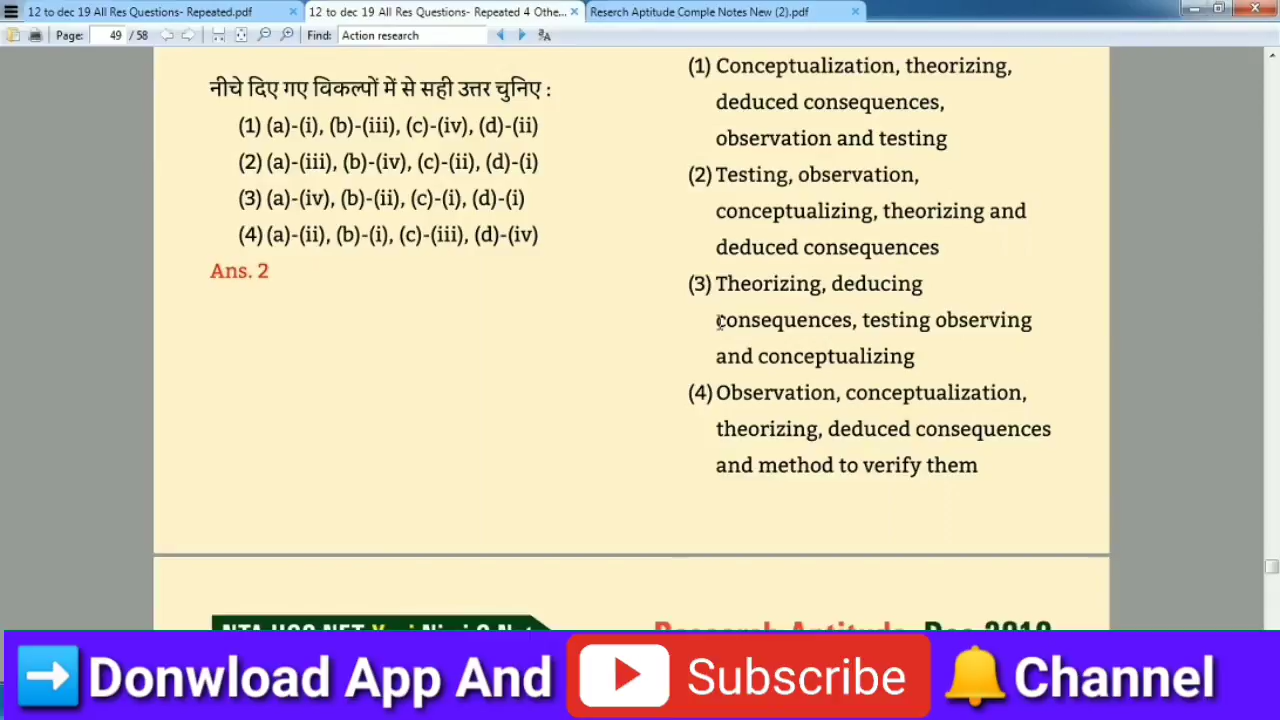 12 to dec 19 All Res Questions- Repeated.pdf
12 to dec 19 All Res Questions- Repeated 4 Othe...
Reserch Aptitude Comple Notes New (2).pdf
Page: 49 / 58 Find: Action research
नीचे दिए गए विकल्पों में से सही उत्तर चुनिए :
(1) (a)-(i), (b)-(iii), (c)-(iv), (d)-(ii)
(2) (a)-(iii), (b)-(iv), (c)-(ii), (d)-(i)
(3) (a)-(iv), (b)-(ii), (c)-(i), (d)-(i)
(4) (a)-(ii), (b)-(i), (c)-(iii), (d)-(iv)
Ans. 2
(1) Conceptualization, theorizing,
deduced consequences,
observation and testing
(2) Testing, observation,
conceptualizing, theorizing and
deduced consequences
(3) Theorizing, deducing
consequences, testing observing
and conceptualizing
(4) Observation, conceptualization,
theorizing, deduced consequences
and method to verify them
Research Aptitude Dec 2019
Donwload App And Subscribe Channel